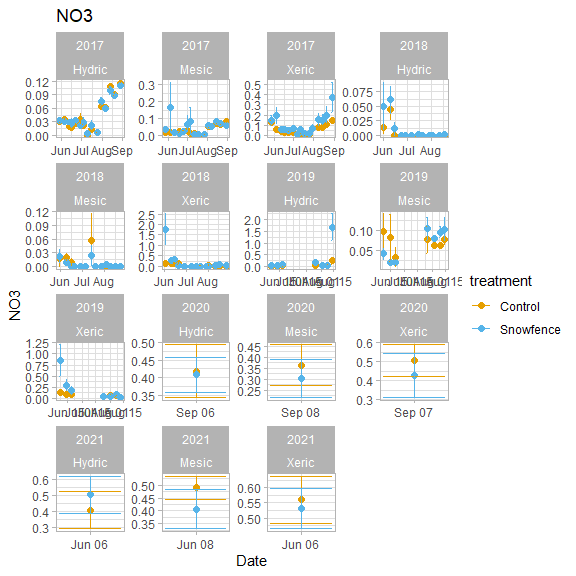 NO3
2017 2017 2017 2018
Hydric Mesic Xeric Hydric
0.12 0.09 0.06 0.03 0.00
0.3 0.2 0.1 0.0
0.5 0.4 0.3 0.2 0.1 0.0
0.075 0.050 0.025 0.000
Jun Jul Aug Sep Jun Jul Aug Sep Jun Jul Aug Sep Jun Jul Aug
2018 2018 2019 2019
Mesic Xeric Hydric Mesic
0.12 0.09 0.06 0.03 0.00
2.5 2.0 1.5 1.0 0.5 0.0
2.0 1.5 1.0 0.5 0.0
0.10 0.05
Jun Jul Aug Jun Jul Aug
2019 2020 2020 2020
Xeric Hydric Mesic Xeric
1.25 1.00 0.75 0.50 0.25 0.00
0.50 0.45 0.40 0.35
0.45 0.40 0.35 0.30 0.25
0.6 0.5 0.4 0.3
Sep 06 Sep 08 Sep 07
2021 2021 2021
Hydric Mesic Xeric
0.6 0.5 0.4 0.3
0.50 0.45 0.40 0.35
0.60 0.55 0.50
Jun 06 Jun 08 Jun 06
NO3
Date
treatment
Control
Snowfence